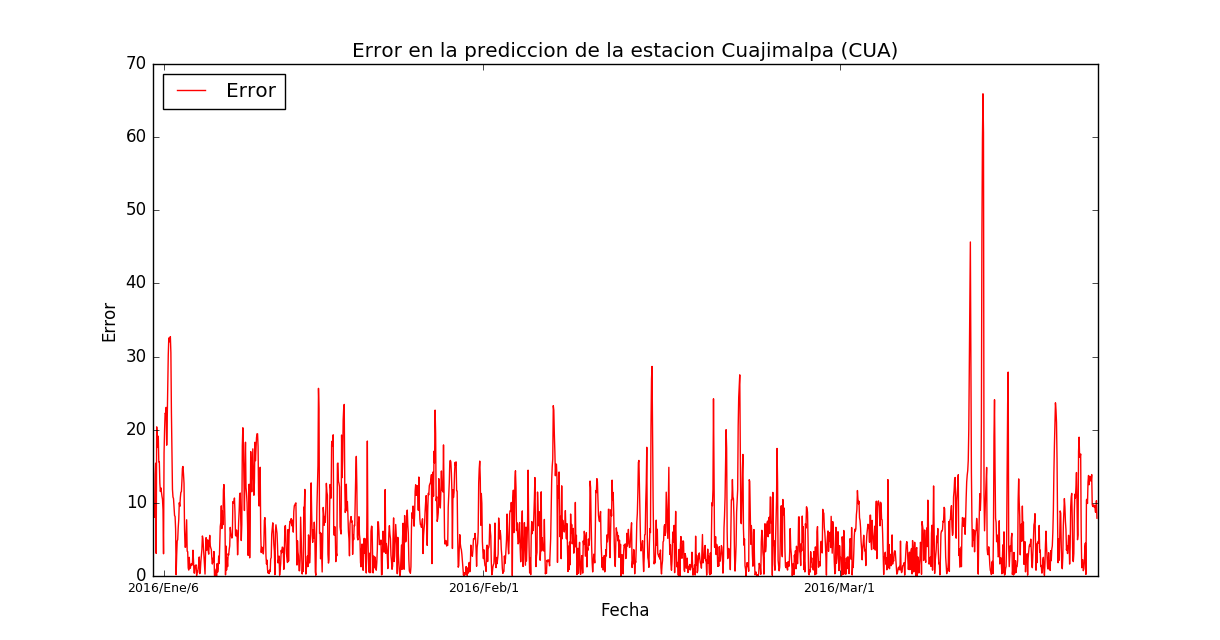 Error en la prediccion de la estacion Cuajimalpa (CUA)
Error
70
60
50
40
30
20
10
0
Error
2016/Ene/6
2016/Feb/1
2016/Mar/1
Fecha